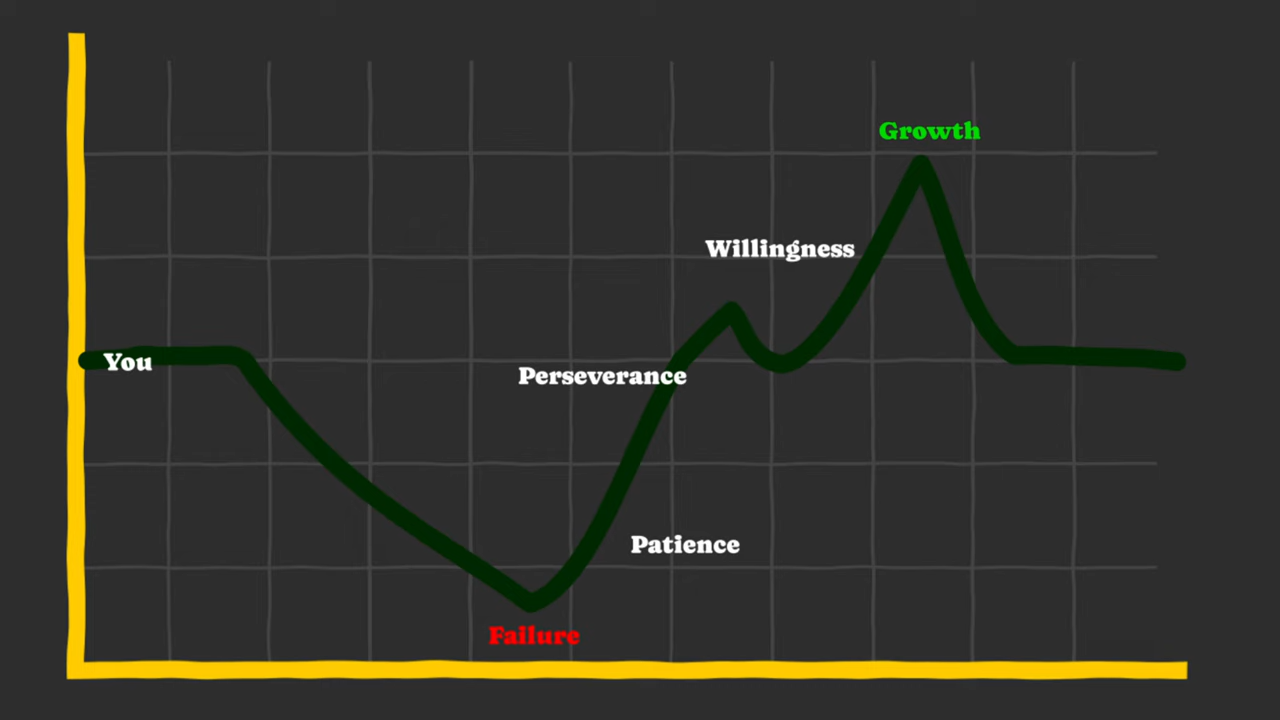 Growth
Willingness
You
Perseverance
Patience
Failure